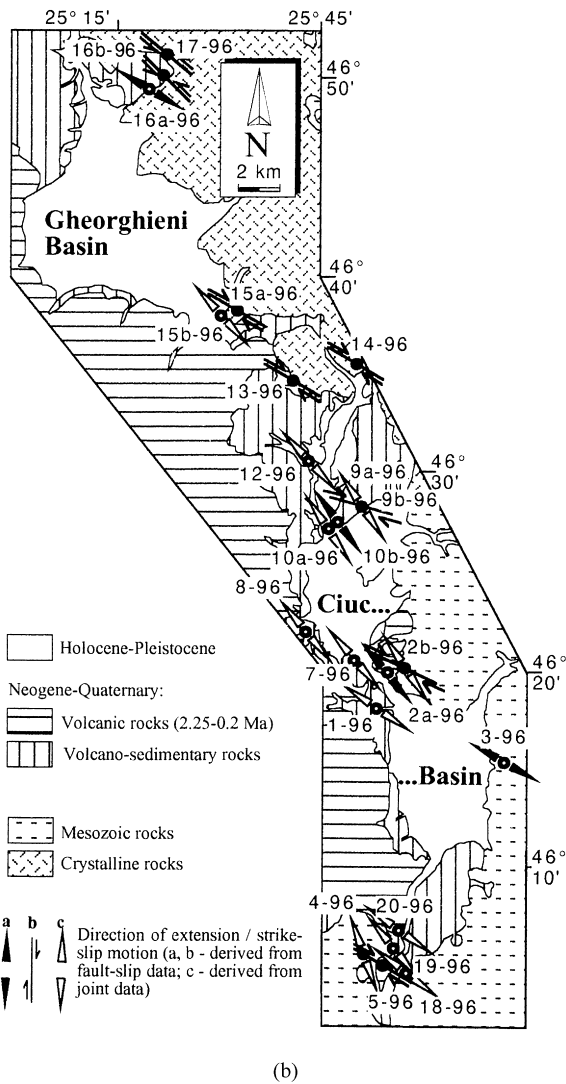 25° 15'
25° 45'
16b-96
17-96
46°
50'
16a-96
N
2 km
Gheorghieni
Basin
46°
40'
15a-96
15b-96
14-96
13-96
12-96
9a-96
46°
30'
9b-96
10a-96
10b-96
8-96
Ciuc...
Holocene-Pleistocene
2b-96
46°
20'
7-96
Neogene-Quaternary:
2a-96
Volcanic rocks (2.25-0.2 Ma)
1-96
3-96
Volcano-sedimentary rocks
...Basin
Mesozoic rocks
Crystalline rocks
46°
10'
4-96
20-96
a b c
Direction of extension / strike-
slip motion (a, b - derived from
fault-slip data; c - derived from
joint data)
19-96
5-96
18-96
(b)